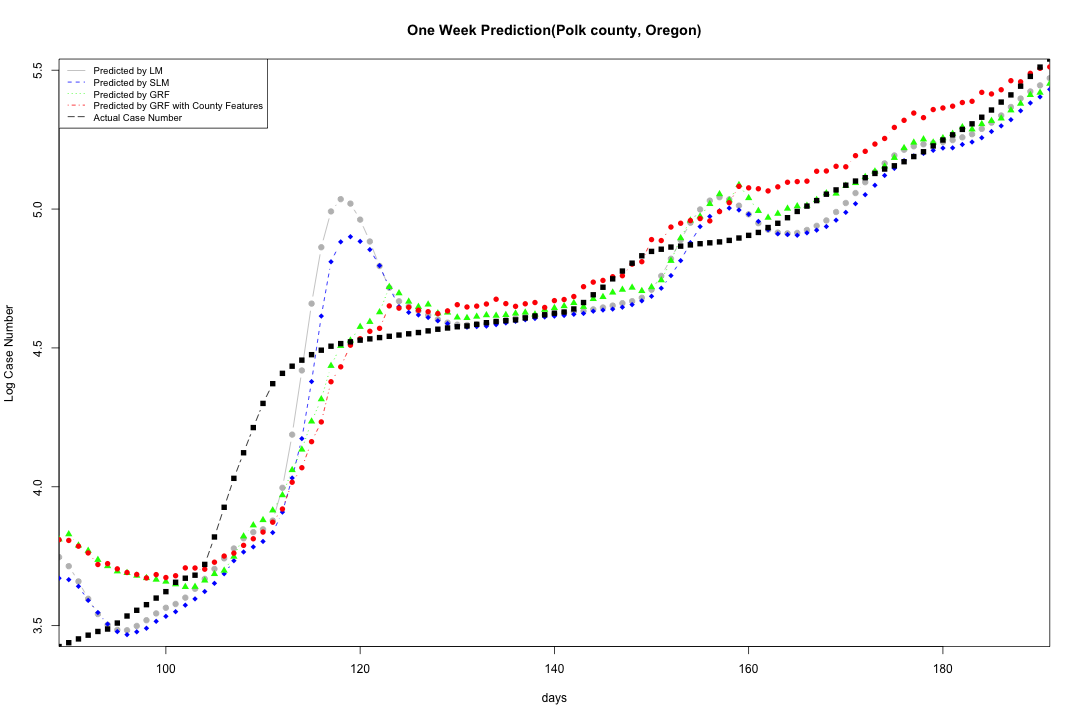 One Week Prediction(Polk county, Oregon)
Predicted by LM
Predicted by SLM
Predicted by GRF
Predicted by GRF with County Features
Actual Case Number
5.5
5.0
4.5
4.0
3.5
Log Case Number
100 120 140 160 180
days